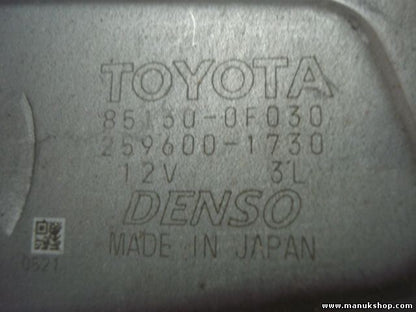 TOYOTA
85130-0F030
259600-1730
12V 3L
DENSO
MADE IN JAPAN
0521
www.manukshop.com